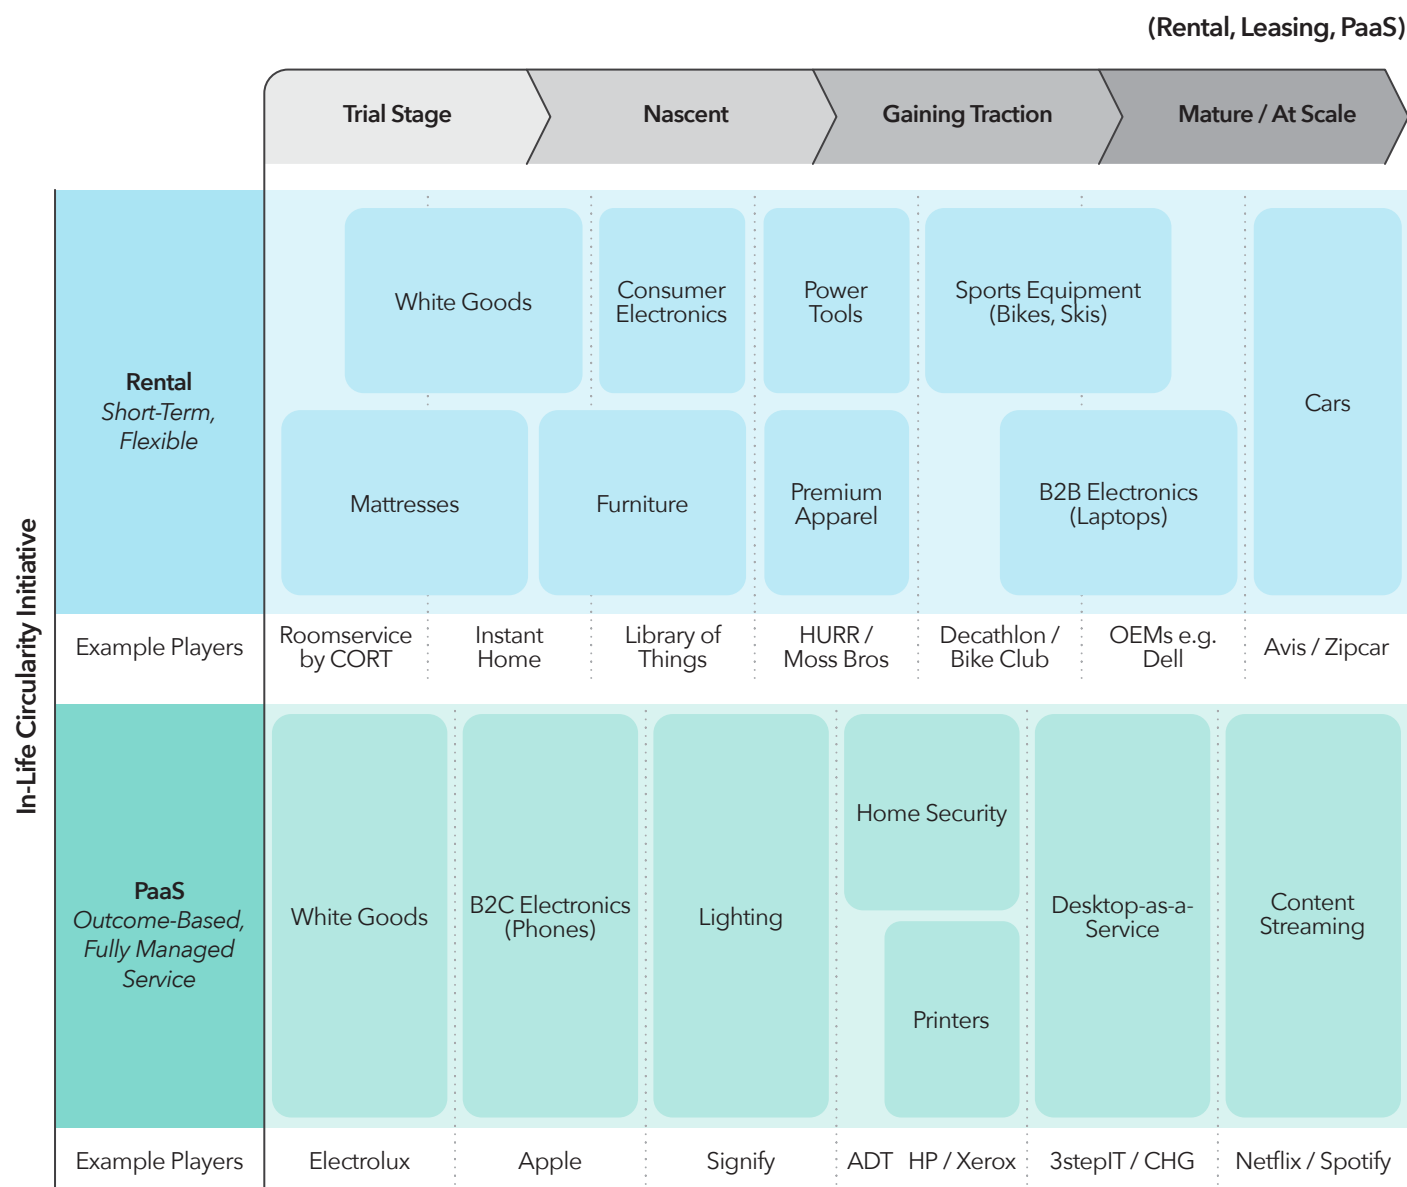 (Rental, Leasing, PaaS)
Trial Stage
Nascent
Gaining Traction
Mature / At Scale
In-Life Circularity Initiative
Rental
Short-Term,
Flexible
White Goods
Consumer
Electronics
Power
Tools
Sports Equipment
(Bikes, Skis)
Cars
Mattresses
Furniture
Premium
Apparel
B2B Electronics
(Laptops)
Example Players
Roomservice
by CORT
Instant
Home
Library of
Things
HURR /
Moss Bros
Decathlon /
Bike Club
OEMs e.g.
Dell
Avis / Zipcar
PaaS
Outcome-Based,
Fully Managed
Service
White Goods
B2C Electronics
(Phones)
Lighting
Home Security
Printers
Desktop-as-a-
Service
Content
Streaming
Example Players
Electrolux
Apple
Signify
ADT
HP / Xerox
3stepIT / CHG
Netflix / Spotify